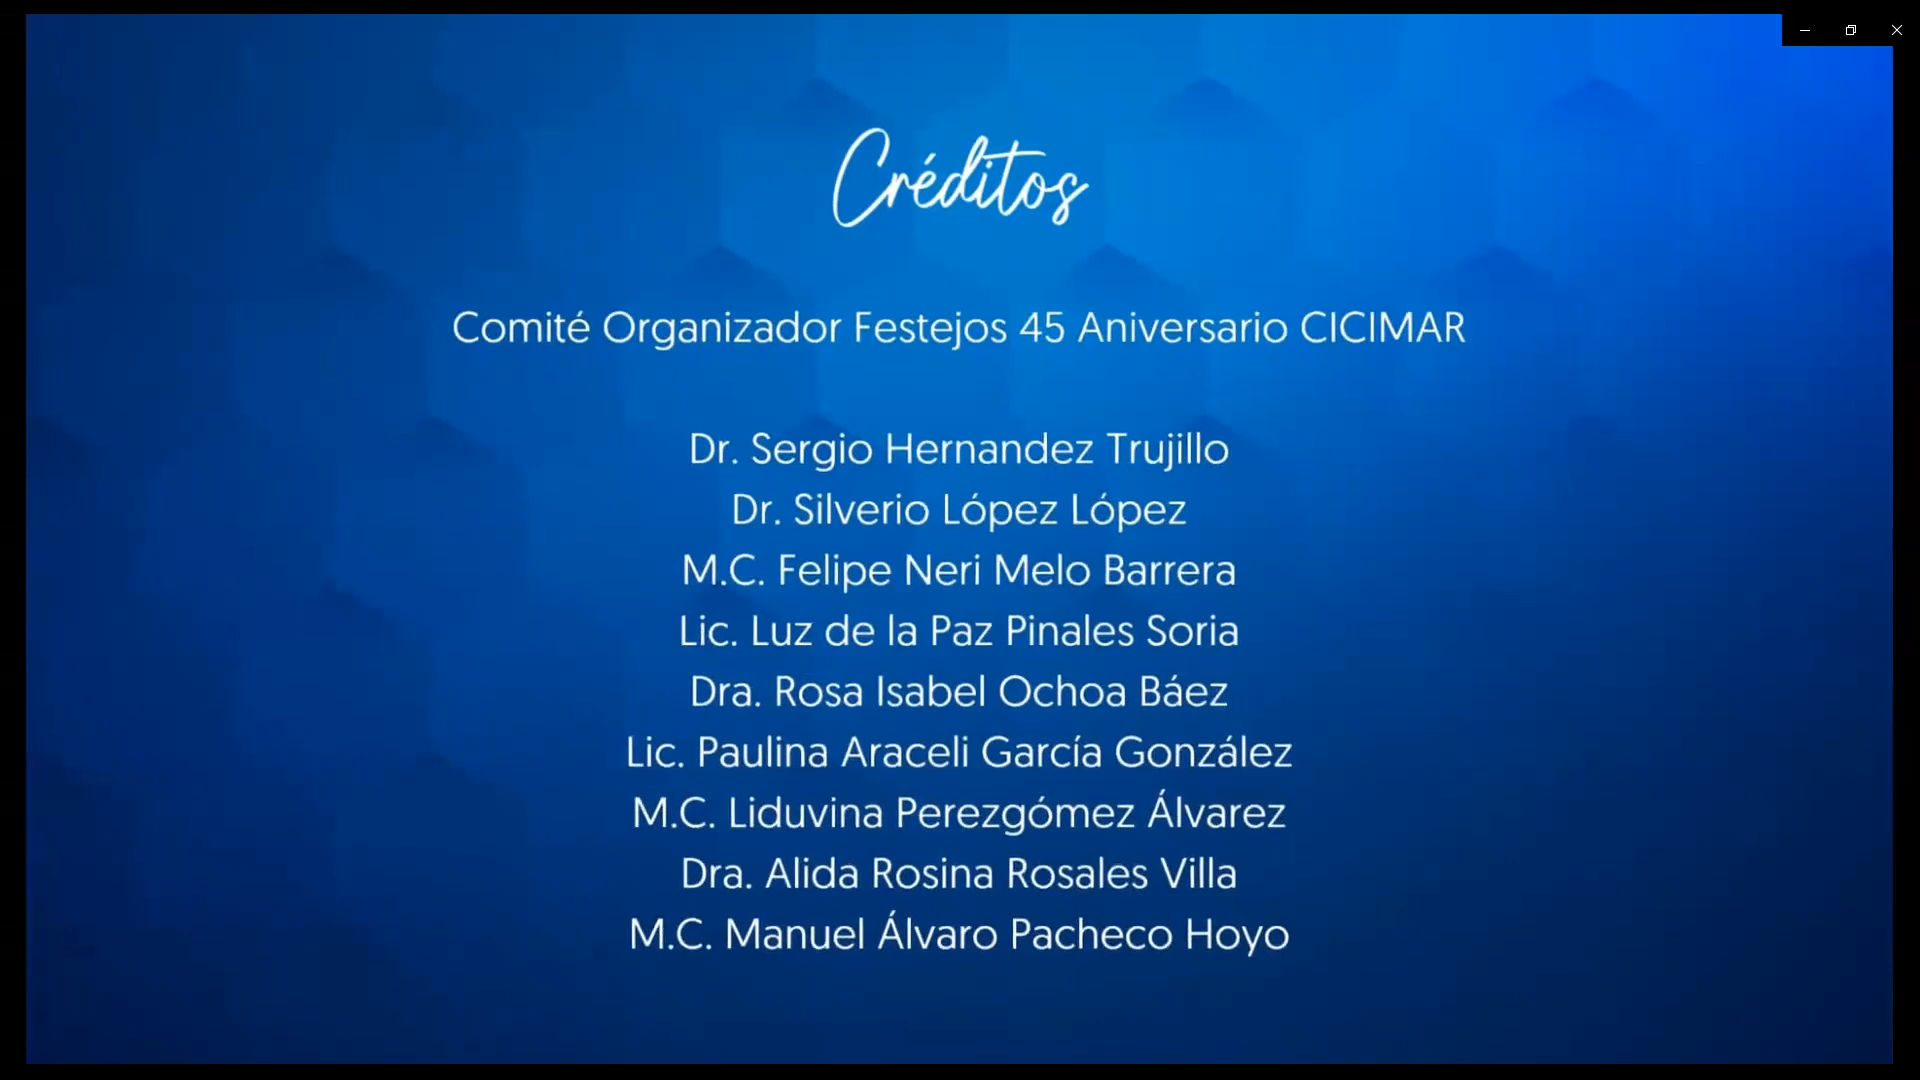 Créditos
Comité Organizador Festejos 45 Aniversario CICIMAR
Dr. Sergio Hernandez Trujillo
Dr. Silverio López López
M.C. Felipe Neri Melo Barrera
Lic. Luz de la Paz Pinales Soria
Dra. Rosa Isabel Ochoa Báez
Lic. Paulina Araceli García González
M.C. Liduvina Perezgómez Álvarez
Dra. Alida Rosina Rosales Villa
M.C. Manuel Álvaro Pacheco Hoyo